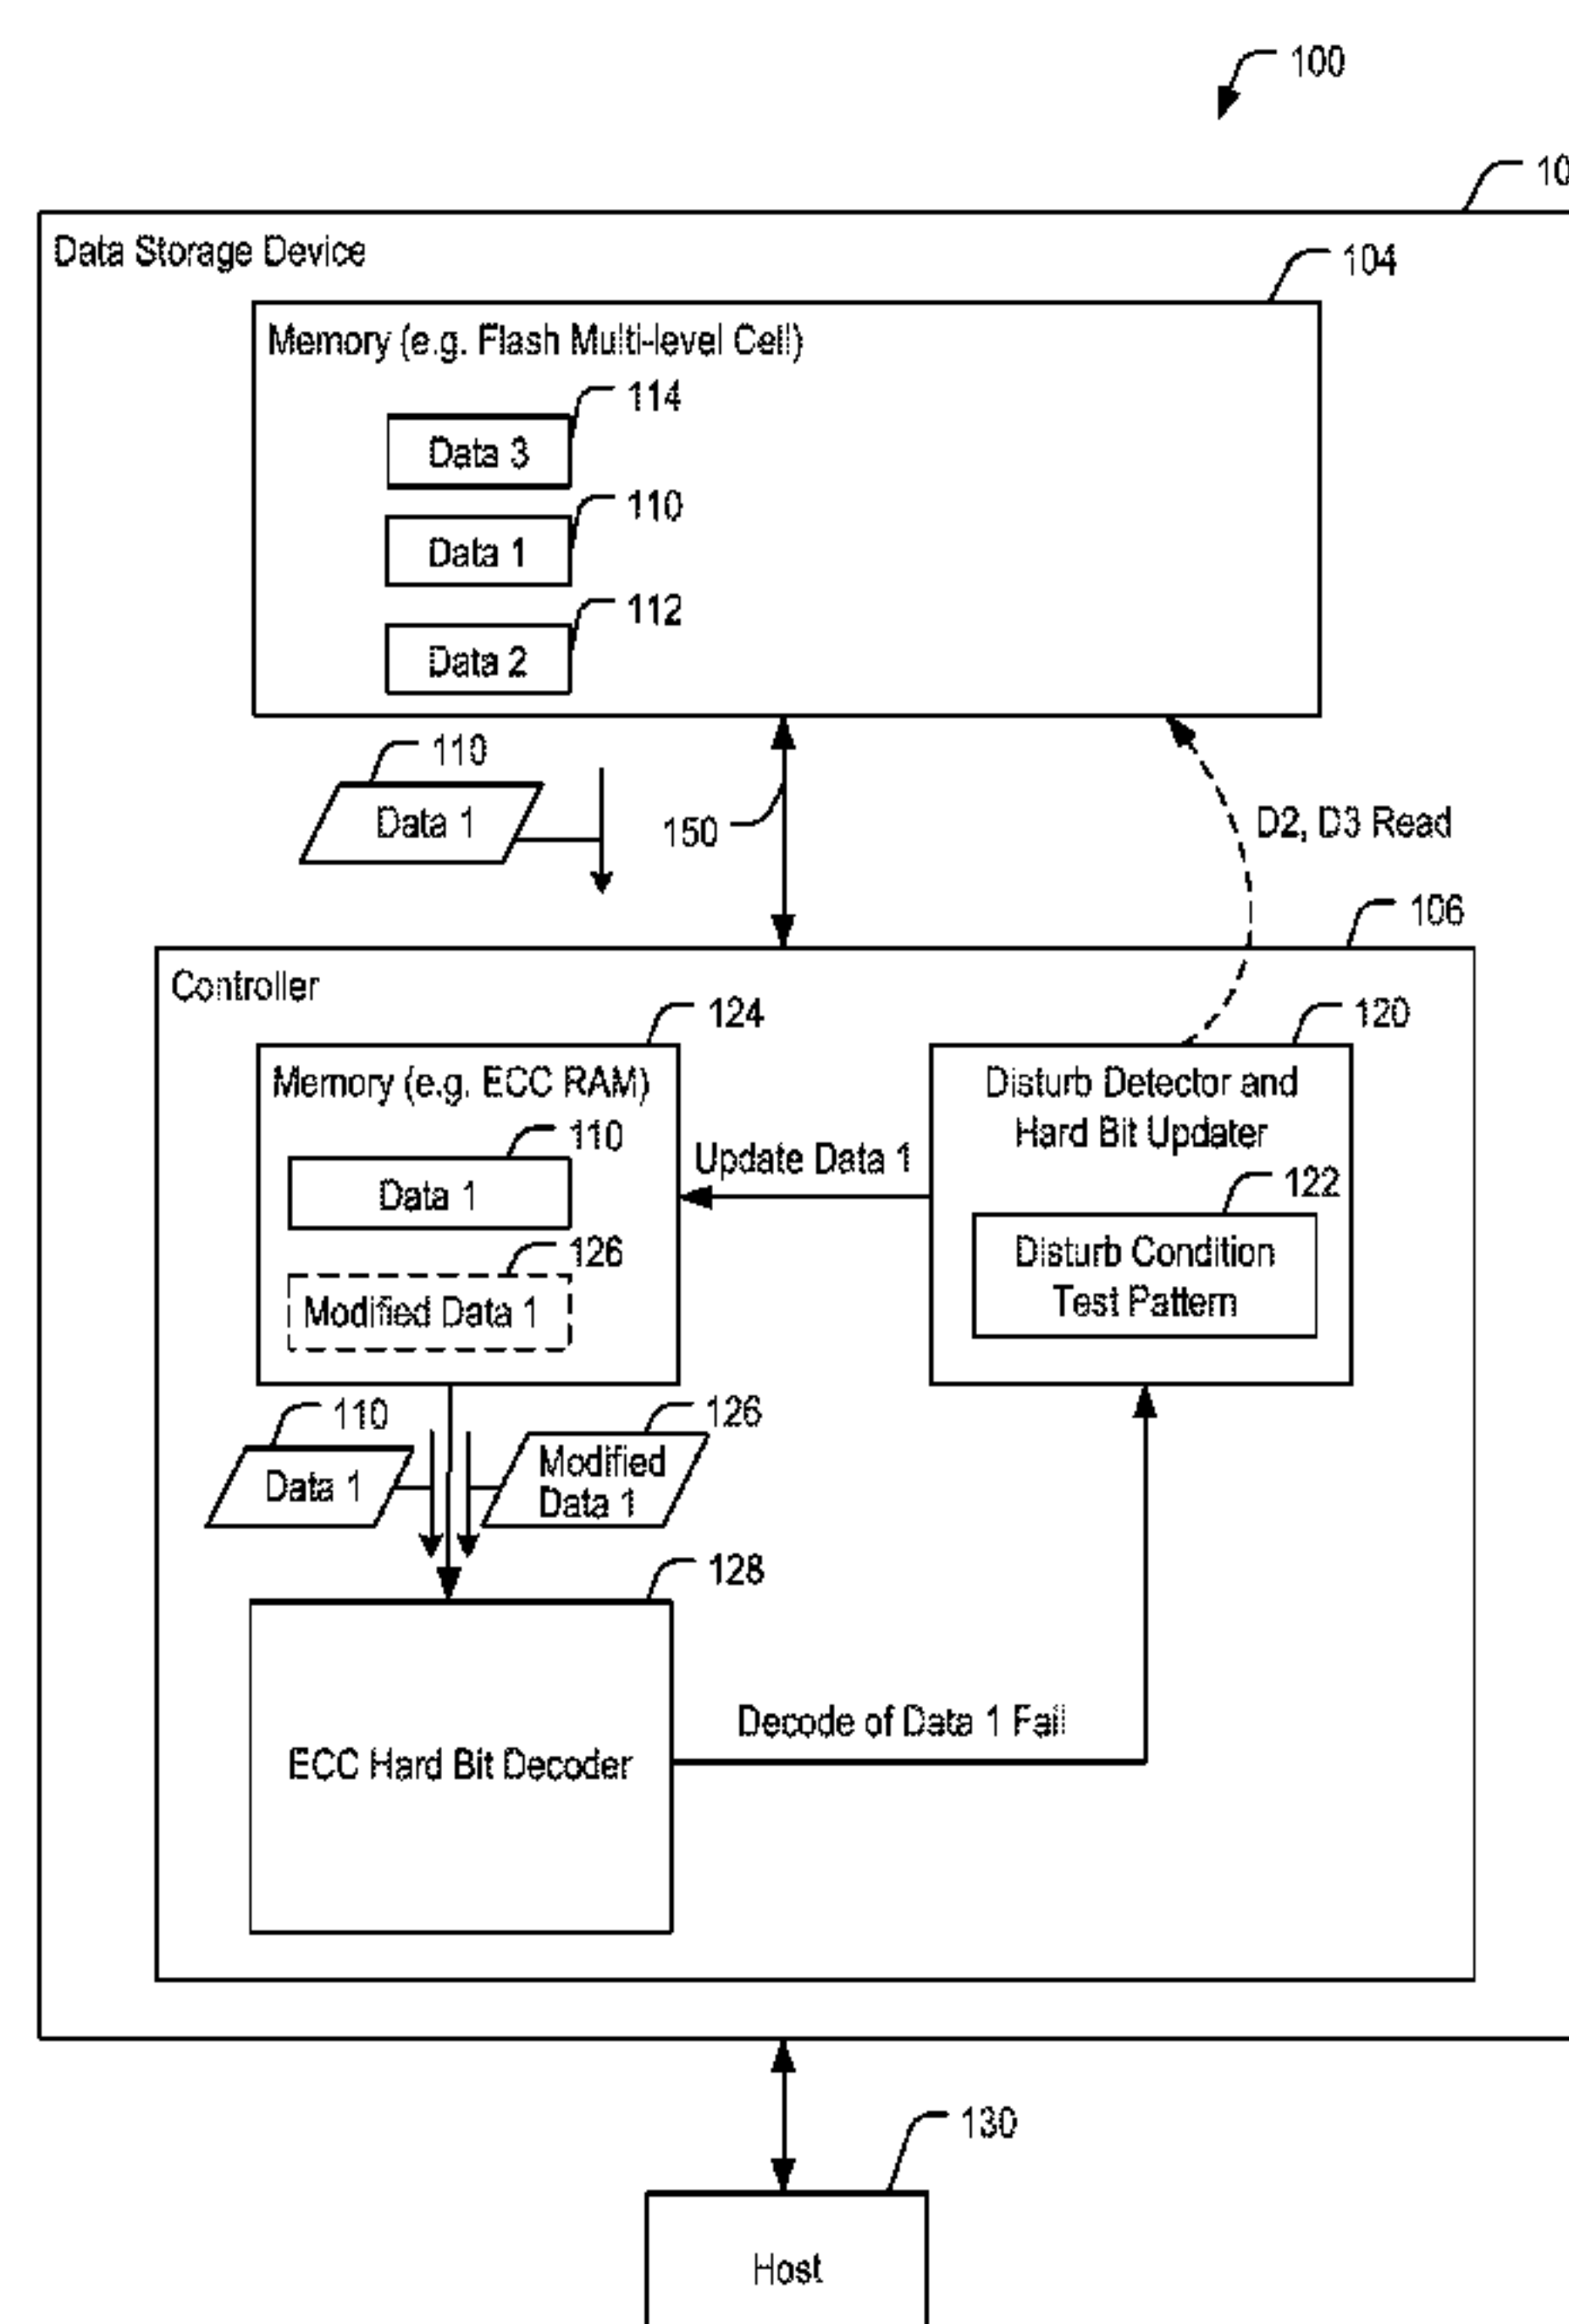 100
10
Data Storage Device
104
Memory (e.g. Flash Multi-level Cell)
114
Data 3
110
Data 1
112
Data 2
110
Data 1
150
D2, D3 Read
106
Controller
124
120
Memory (e.g. ECC RAM)
Disturb Detector and
Hard Bit Updater
110
Data 1
Update Data 1
122
Disturb Condition
Test Pattern
126
Modified Data 1
110
Data 1
126
Modified
Data 1
128
ECC Hard Bit Decoder
Decode of Data 1 Fail
130
Host